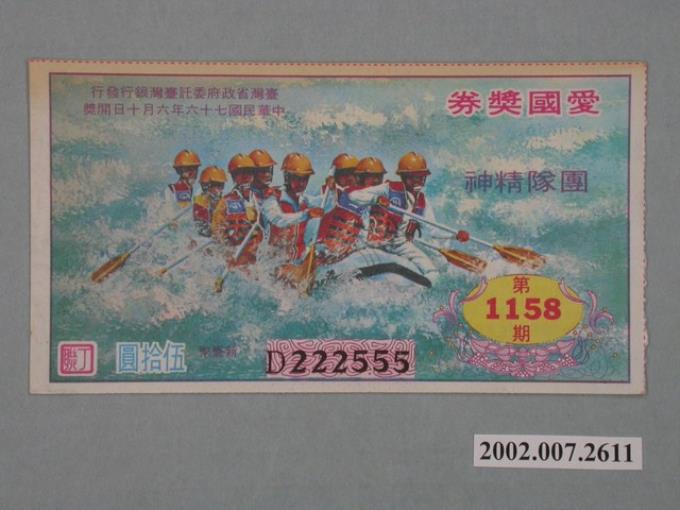 愛國獎券
臺灣省政府委託臺灣銀行發行
中華民國七十六年六月十日開獎
團隊精神
第
1158
期
伍拾圓
D222555
2002.007.2611